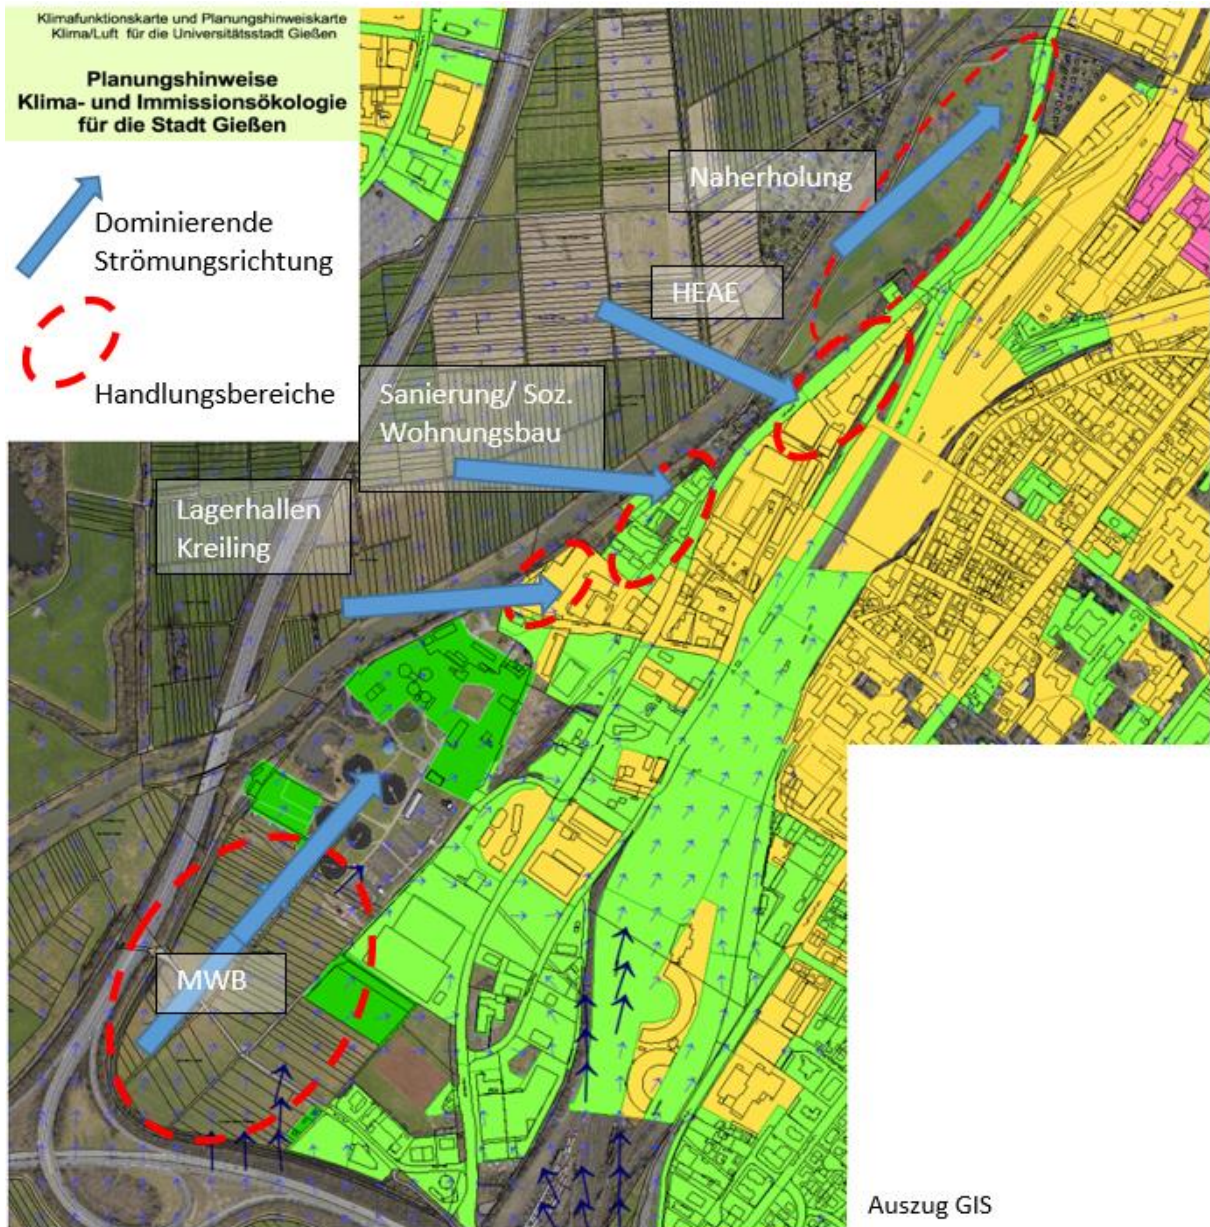 Klimafunktionskarte und Planungshinweiskarte
Klima/Luft für die Universitätsstadt Gießen
Planungshinweise
Klima- und Immissionsökologie
für die Stadt Gießen
Dominierende
Strömungsrichtung
Handlungsbereiche
Naherholung
HEAE
Sanierung/ Soz.
Wohnungsbau
Lagerhallen
Kreiling
MWB
Auszug GIS